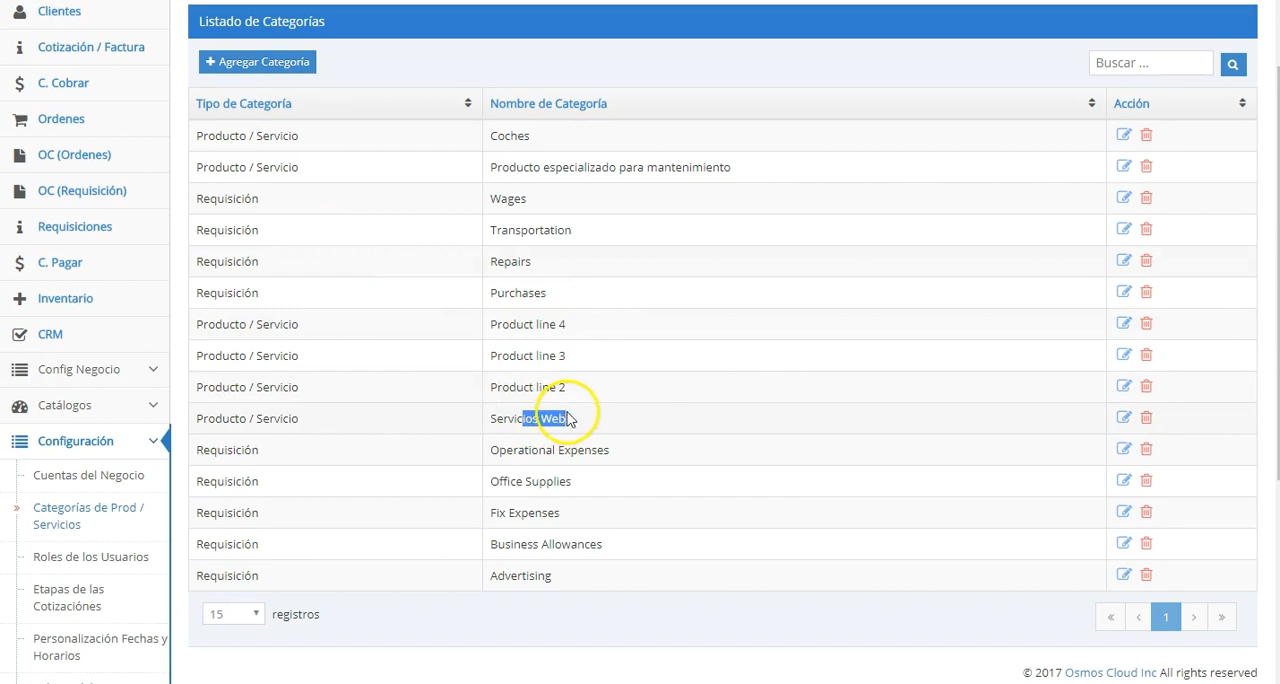 Clientes
Cotización / Factura
C. Cobrar
Ordenes
OC (Ordenes)
OC (Requisición)
Requisiciones
C. Pagar
Inventario
CRM
Config Negocio
Catálogos
Configuración
Cuentas del Negocio
Categorías de Prod /
Servicios
Roles de los Usuarios
Etapas de las
Cotizaciónes
Personalización Fechas y
Horarios
Listado de Categorías
Agregar Categoría
Buscar ...
Tipo de Categoría Nombre de Categoría Acción
Producto / Servicio Coches
Producto / Servicio Producto especializado para mantenimiento
Requisición Wages
Requisición Transportation
Requisición Repairs
Requisición Purchases
Producto / Servicio Product line 4
Producto / Servicio Product line 3
Producto / Servicio Product line 2
Producto / Servicio Servicios Web
Requisición Operational Expenses
Requisición Office Supplies
Requisición Fix Expenses
Requisición Business Allowances
Requisición Advertising
15 registros « ‹ 1 › »
© 2017 Osmos Cloud Inc All rights reserved